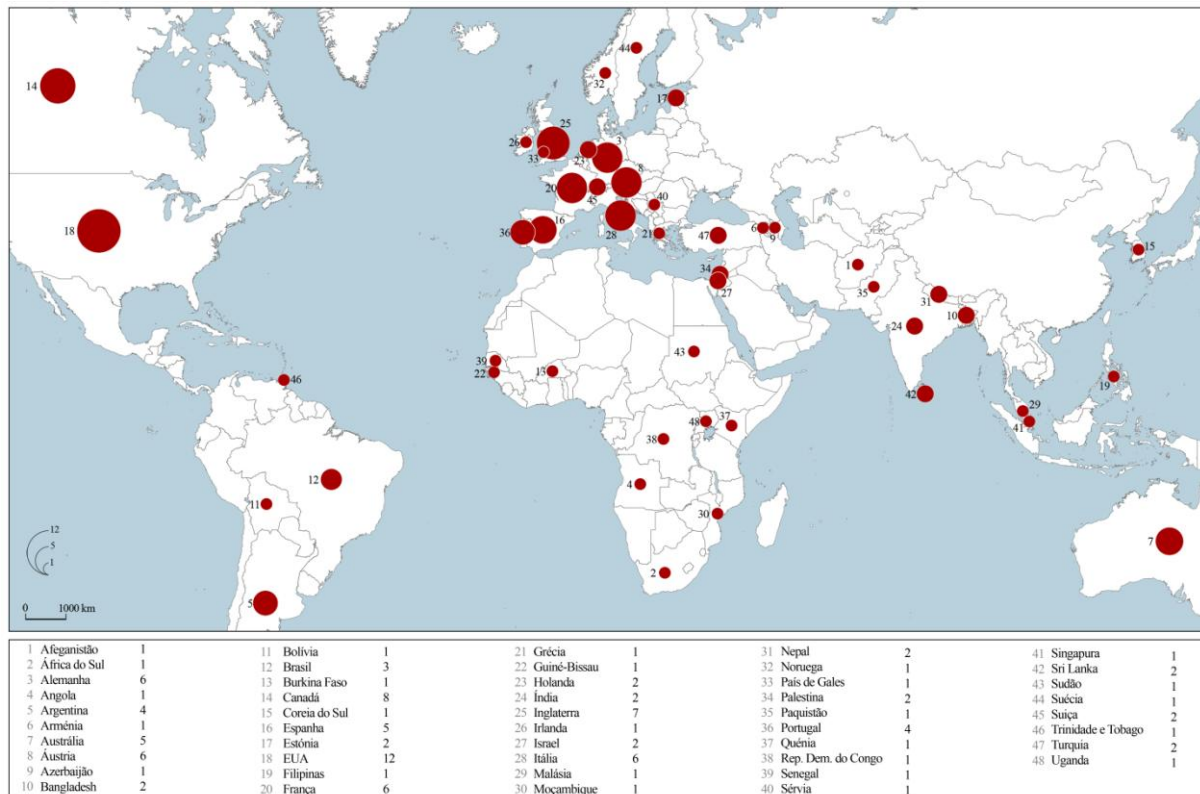 44
14
32
17
25
26
3
33
23
8
20
45
40
16
18
36
28
21
47
6
9
15
1
34
35
27
31
10
24
39
43
46
22
13
19
42
29
48
37
41
38
12
4
11
30
12
7
5
1
2
0 1000 km
5
1 Afeganistão 1
2 África do Sul 1
3 Alemanha 6
4 Angola 1
5 Argentina 4
6 Arménia 1
7 Austrália 5
8 Áustria 6
9 Azerbaijão 1
10 Bangladesh 2
11 Bolívia 1
12 Brasil 3
13 Burkina Faso 1
14 Canadá 8
15 Coreia do Sul 1
16 Espanha 5
17 Estónia 2
18 EUA 12
19 Filipinas 1
20 França 6
21 Grécia 1
22 Guiné-Bissau 1
23 Holanda 2
24 Índia 2
25 Inglaterra 7
26 Irlanda 1
27 Israel 2
28 Itália 6
29 Malásia 1
30 Moçambique 1
31 Nepal 2
32 Noruega 1
33 País de Gales 1
34 Palestina 2
35 Paquistão 1
36 Portugal 4
37 Quénia 1
38 Rep. Dem. do Congo 1
39 Senegal 1
40 Sérvia 1
41 Singapura 1
42 Sri Lanka 2
43 Sudão 1
44 Suécia 1
45 Suiça 2
46 Trinidade e Tobago 1
47 Turquia 2
48 Uganda 1